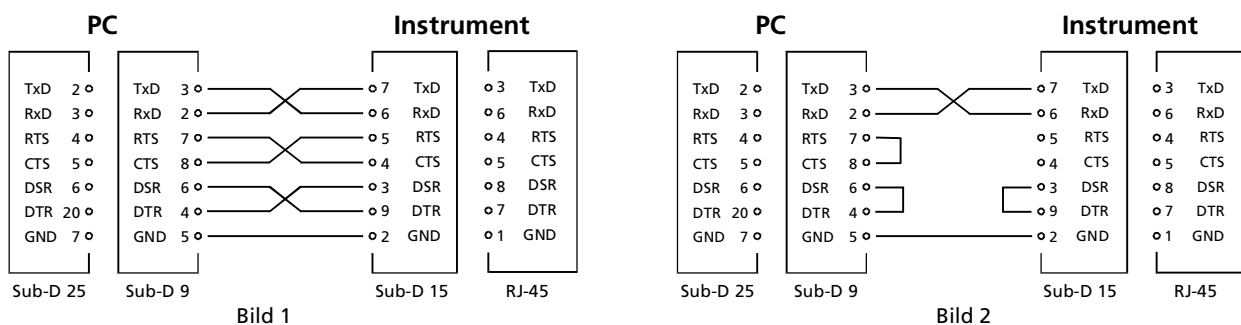 PC Instrument PC Instrument
TxD 2 TxD 3 7 TxD 3 TxD TxD 2 TxD 3 7 TxD 3 TxD
RxD 3 RxD 2 6 RxD 6 RxD RxD 3 RxD 2 6 RxD 6 RxD
RTS 4 RTS 7 5 RTS 4 RTS RTS 4 RTS 7 5 RTS 4 RTS
CTS 5 CTS 8 4 CTS 5 CTS CTS 5 CTS 8 4 CTS 5 CTS
DSR 6 DSR 6 3 DSR 8 DSR DSR 6 DSR 6 3 DSR 8 DSR
DTR 20 DTR 4 9 DTR 7 DTR DTR 20 DTR 4 9 DTR 7 DTR
GND 7 GND 5 2 GND 1 GND GND 7 GND 5 2 GND 1 GND
Sub-D 25 Sub-D 9 Sub-D 15 RJ-45 Sub-D 25 Sub-D 9 Sub-D 15 RJ-45
Bild 1 Bild 2